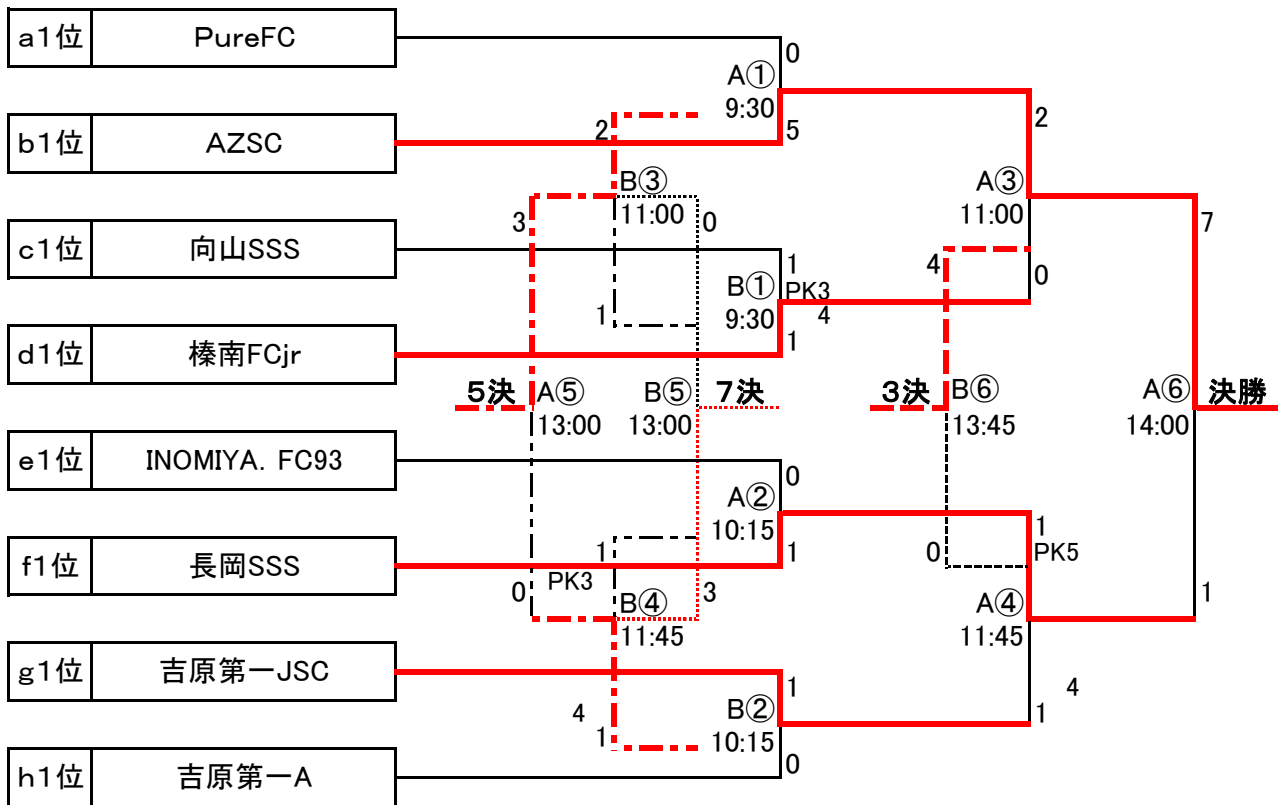 a1位 PureFC
0
A①
9:30
5
2
b1位 AZSC
2
B③
11:00
A③
11:00
3
0
7
c1位 向山SSS
1
B①
PK3
9:30
4
4
0
1
1
d1位 榛南FCjr
5決
A⑤
13:00
B⑤
13:00
7決
3決
B⑥
13:45
A⑥
14:00
決勝
e1位 INOMIYA. FC93
0
A②
10:15
1
1
PK5
0
1
f1位 長岡SSS
PK3
0
3
1
B④
11:45
A④
11:45
g1位 吉原第一JSC
1
4
4
B②
10:15
1
1
0
h1位 吉原第一A